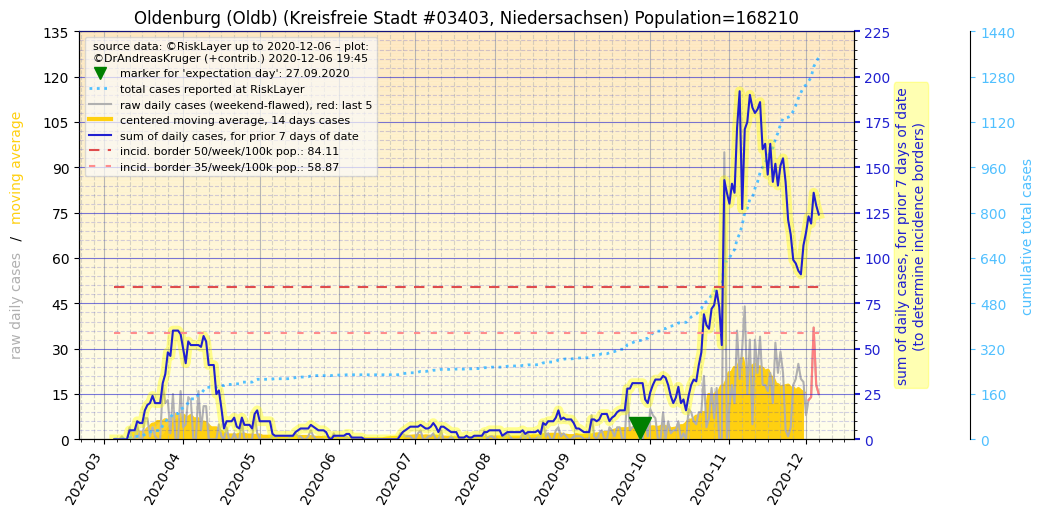 Oldenburg (Oldb) (Kreisfreie Stadt #03403, Niedersachsen) Population=168210
source data: ©RiskLayer up to 2020-12-06 – plot:
©DrAndreasKruger (+contrib.) 2020-12-06 19:45
marker for 'expectation day': 27.09.2020
total cases reported at RiskLayer
raw daily cases (weekend-flawed), red: last 5
centered moving average, 14 days cases
sum of daily cases, for prior 7 days of date
incid. border 50/week/100k pop.: 84.11
incid. border 35/week/100k pop.: 58.87
raw daily cases / moving average
135
120
105
90
75
60
45
30
15
0
225
200
175
150
125
100
75
50
25
0
sum of daily cases, for prior 7 days of date
(to determine incidence borders)
1440
1280
1120
960
800
640
480
320
160
0
cumulative total cases
2020-03
2020-04
2020-05
2020-06
2020-07
2020-08
2020-09
2020-10
2020-11
2020-12